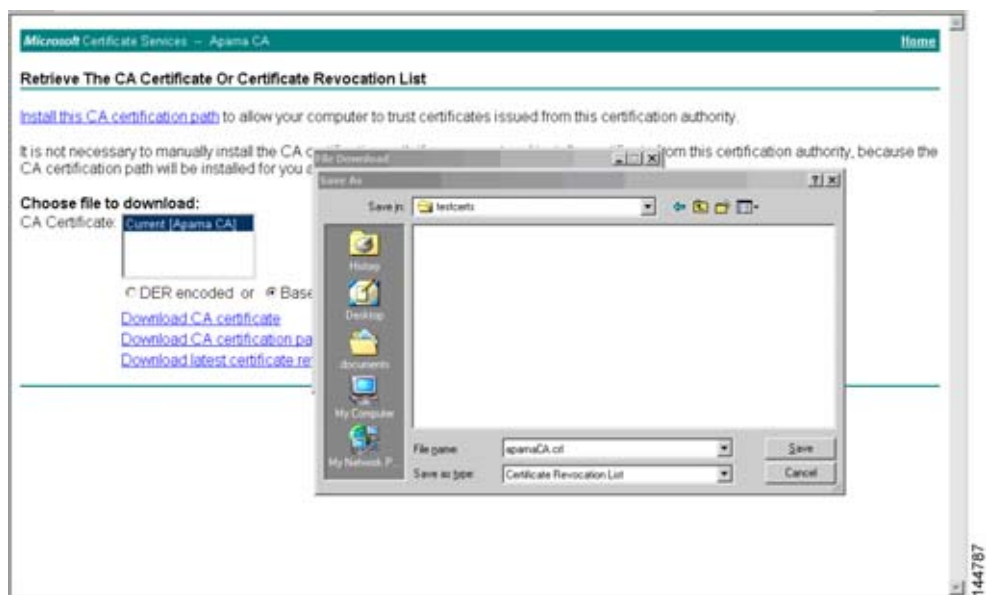 Microsoft Certificate Services -- Aparna CA
Home
Retrieve The CA Certificate Or Certificate Revocation List
Install this CA certification path to allow your computer to trust certificates issued from this certification authority.
It is not necessary to manually install the CA c from this certification authority, because the
CA certification path will be installed for you a
Choose file to download:
CA Certificate: Current [Aparna CA]
DER encoded or Base
Download CA certificate
Download CA certification pa
Download latest certificate re
File Download
Save As
Save in: testcerts
History
Desktop
documents
My Computer
My Network P...
File name: aparnaCA.crl
Save
Save as type: Certificate Revocation List
Cancel
144787